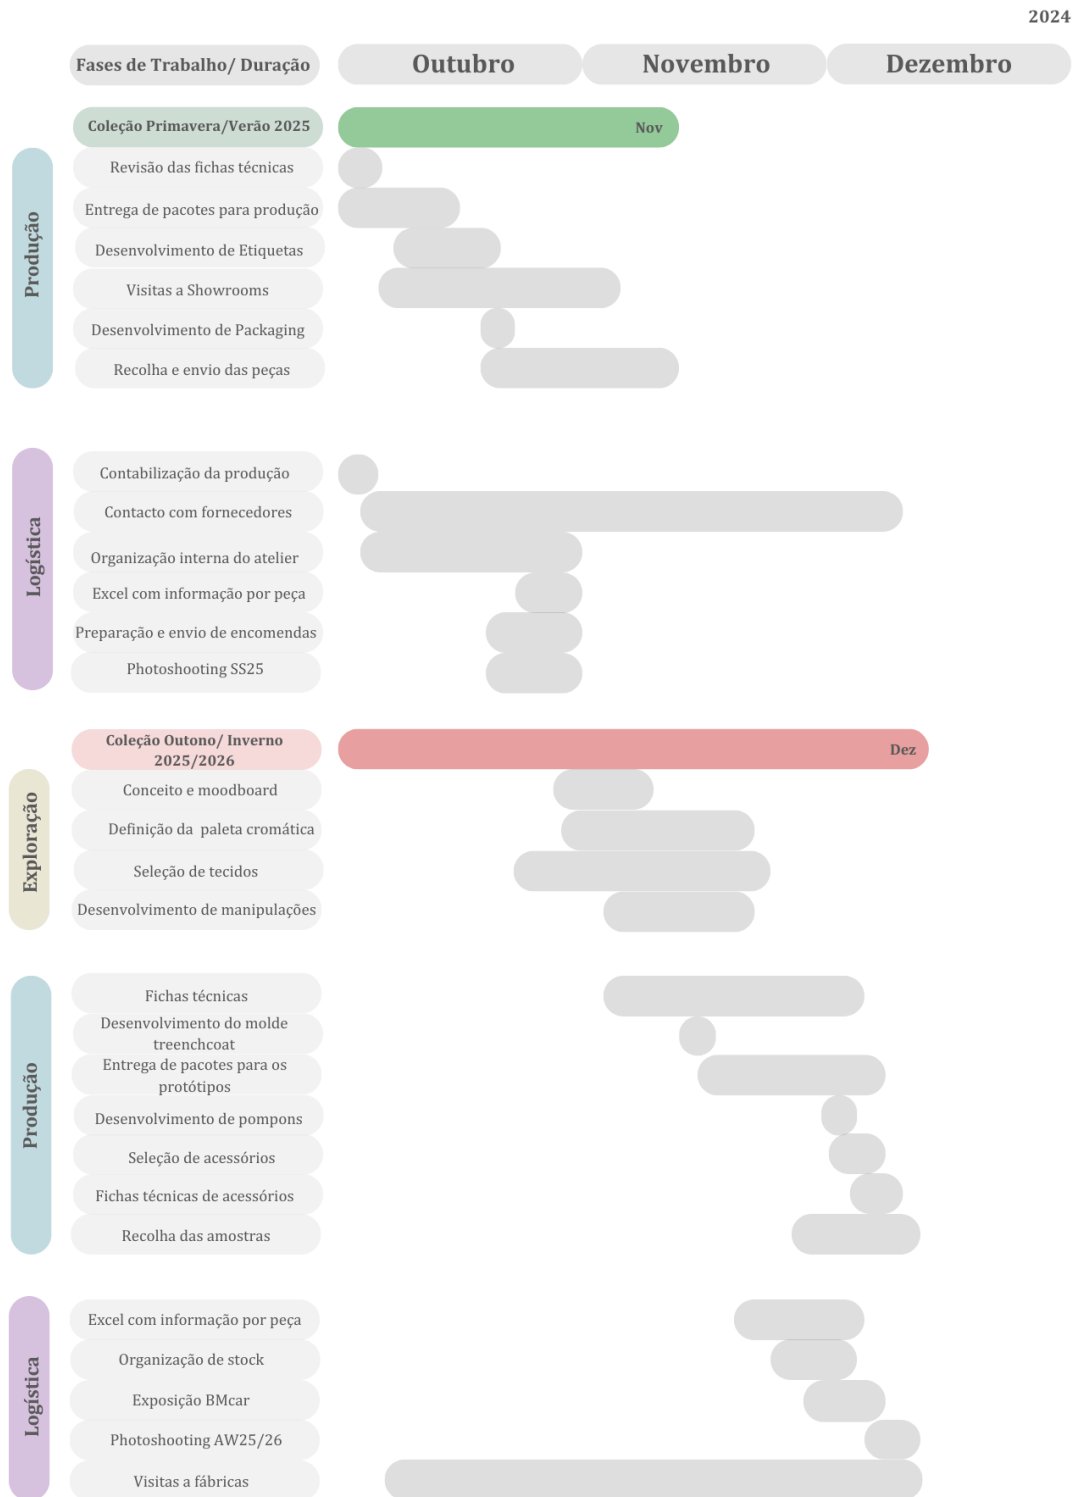 2024
Fases de Trabalho/ Duração
Outubro
Novembro
Dezembro
Coleção Primavera/Verão 2025
Nov
Produção
Revisão das fichas técnicas
Entrega de pacotes para produção
Desenvolvimento de Etiquetas
Visitas a Showrooms
Desenvolvimento de Packaging
Recolha e envio das peças
Logística
Contabilização da produção
Contacto com fornecedores
Organização interna do atelier
Excel com informação por peça
Preparação e envio de encomendas
Photoshooting SS25
Coleção Outono/ Inverno
2025/2026
Dez
Exploração
Conceito e moodboard
Definição da  paleta cromática
Seleção de tecidos
Desenvolvimento de manipulações
Produção
Fichas técnicas
Desenvolvimento do molde
treenchcoat
Entrega de pacotes para os
protótipos
Desenvolvimento de pompons
Seleção de acessórios
Fichas técnicas de acessórios
Recolha das amostras
Logística
Excel com informação por peça
Organização de stock
Exposição BMcar
Photoshooting AW25/26
Visitas a fábricas